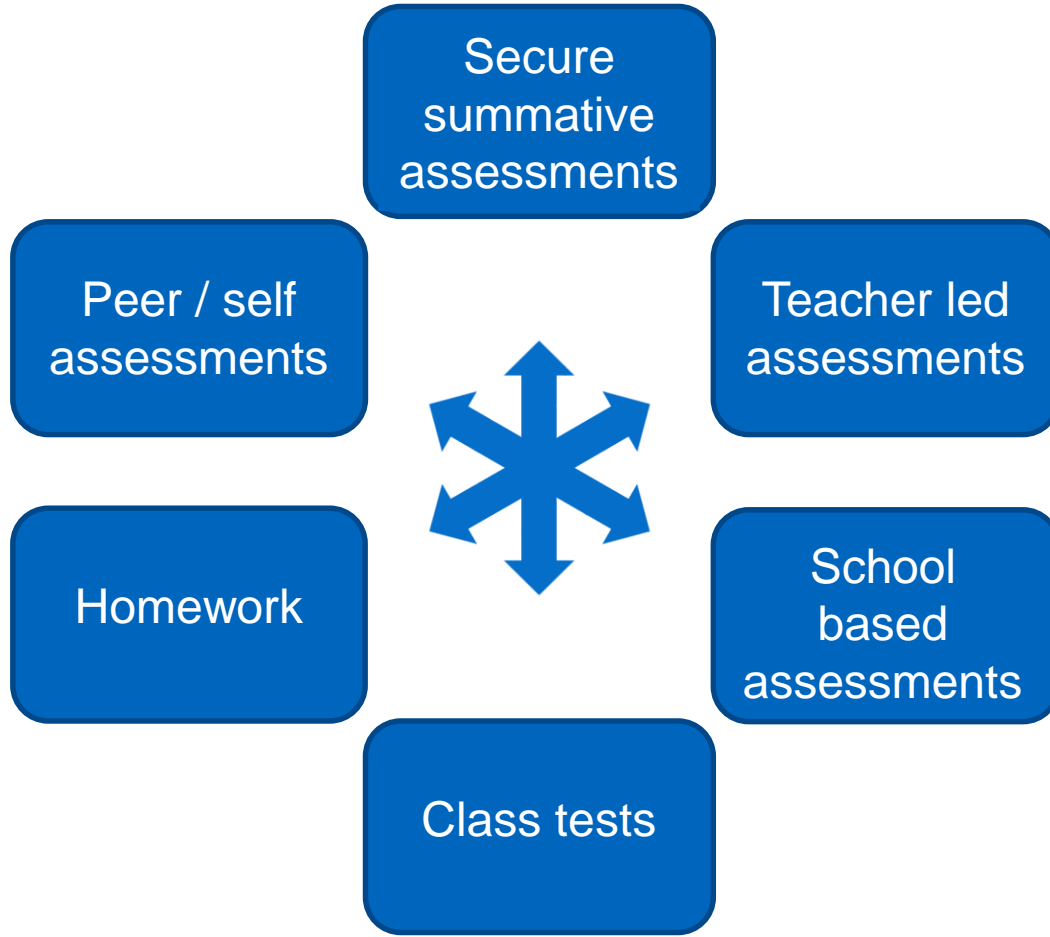 Secure
summative
assessments
Peer / self
assessments
Teacher led
assessments
Homework
School
based
assessments
Class tests